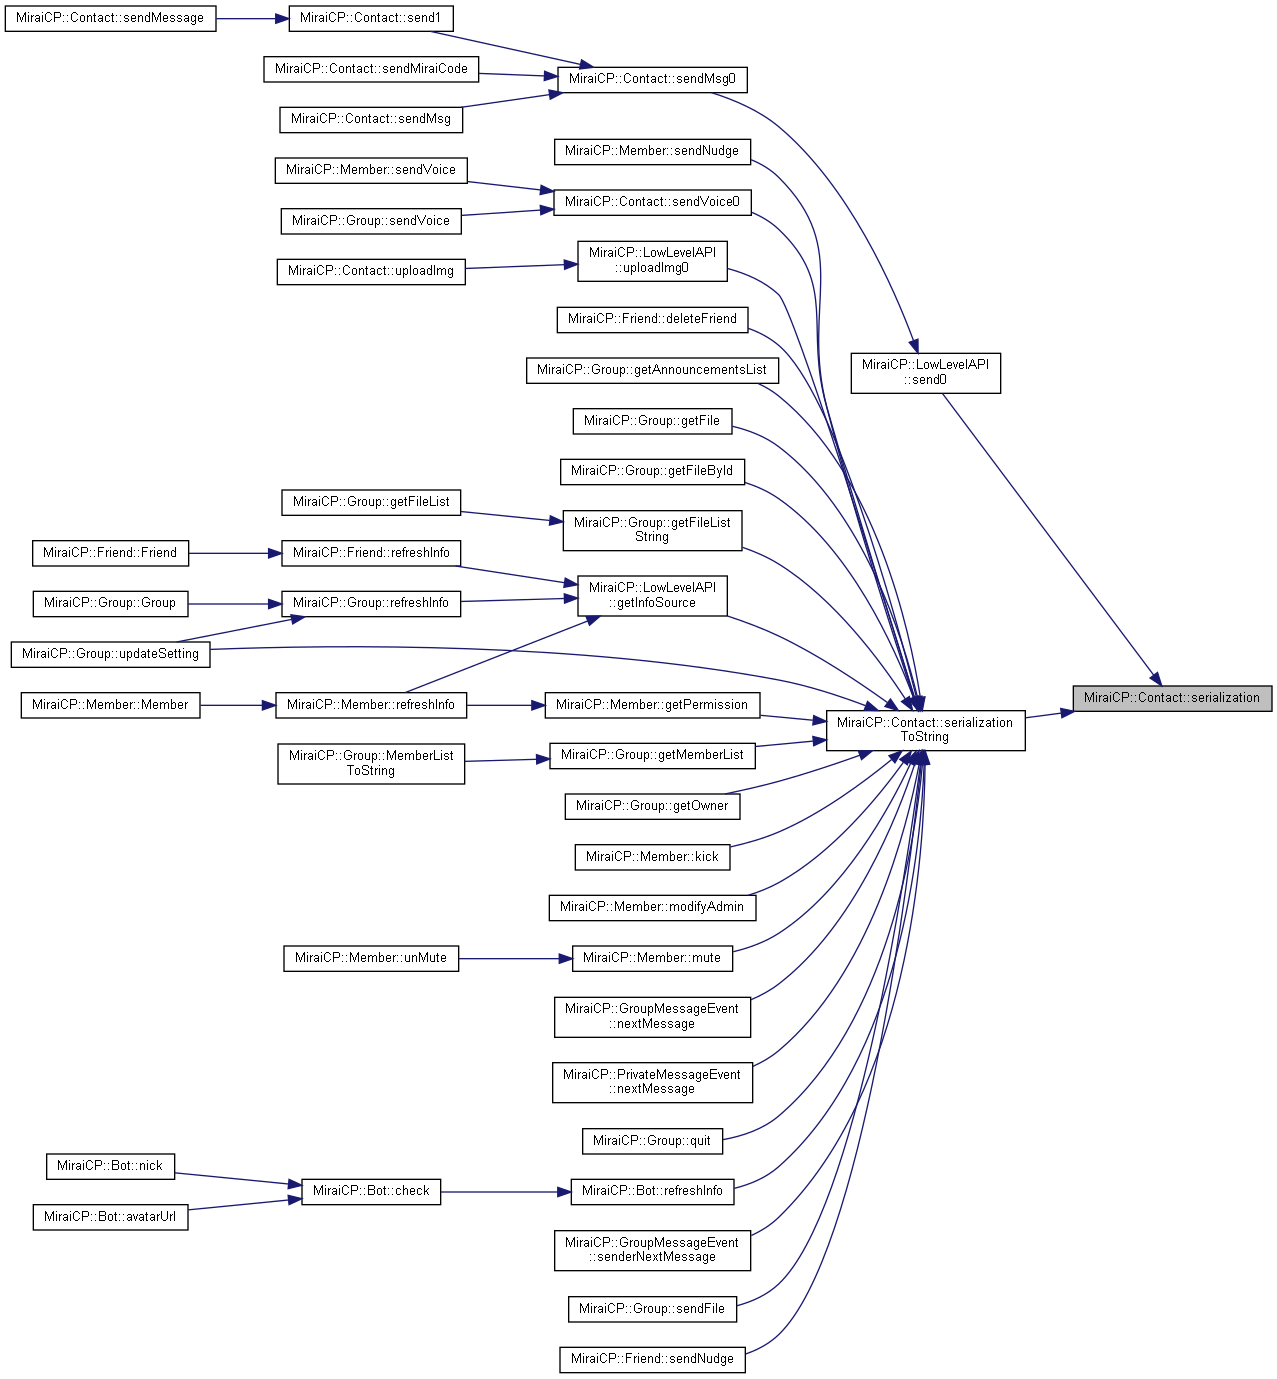 MiraiCP::Contact::sendMessage
MiraiCP::Contact::send1
MiraiCP::Contact::sendMiraiCode
MiraiCP::Contact::sendMsg0
MiraiCP::Contact::sendMsg
MiraiCP::Member::sendNudge
MiraiCP::Member::sendVoice
MiraiCP::Contact::sendVoice0
MiraiCP::Group::sendVoice
MiraiCP::LowLevelAPI
::uploadImg0
MiraiCP::Contact::uploadImg
MiraiCP::Friend::deleteFriend
MiraiCP::Group::getAnnouncementsList
MiraiCP::LowLevelAPI
::send0
MiraiCP::Group::getFile
MiraiCP::Group::getFileById
MiraiCP::Group::getFileList
MiraiCP::Group::getFileList
String
MiraiCP::Friend::Friend
MiraiCP::Friend::refreshInfo
MiraiCP::LowLevelAPI
::getInfoSource
MiraiCP::Group::Group
MiraiCP::Group::refreshInfo
MiraiCP::Group::updateSetting
MiraiCP::Member::Member
MiraiCP::Member::refreshInfo
MiraiCP::Member::getPermission
MiraiCP::Contact::serialization
ToString
MiraiCP::Contact::serialization
MiraiCP::Group::MemberList
ToString
MiraiCP::Group::getMemberList
MiraiCP::Group::getOwner
MiraiCP::Member::kick
MiraiCP::Member::modifyAdmin
MiraiCP::Member::unMute
MiraiCP::Member::mute
MiraiCP::GroupMessageEvent
::nextMessage
MiraiCP::PrivateMessageEvent
::nextMessage
MiraiCP::Group::quit
MiraiCP::Bot::nick
MiraiCP::Bot::check
MiraiCP::Bot::refreshInfo
MiraiCP::Bot::avatarUrl
MiraiCP::GroupMessageEvent
::senderNextMessage
MiraiCP::Group::sendFile
MiraiCP::Friend::sendNudge